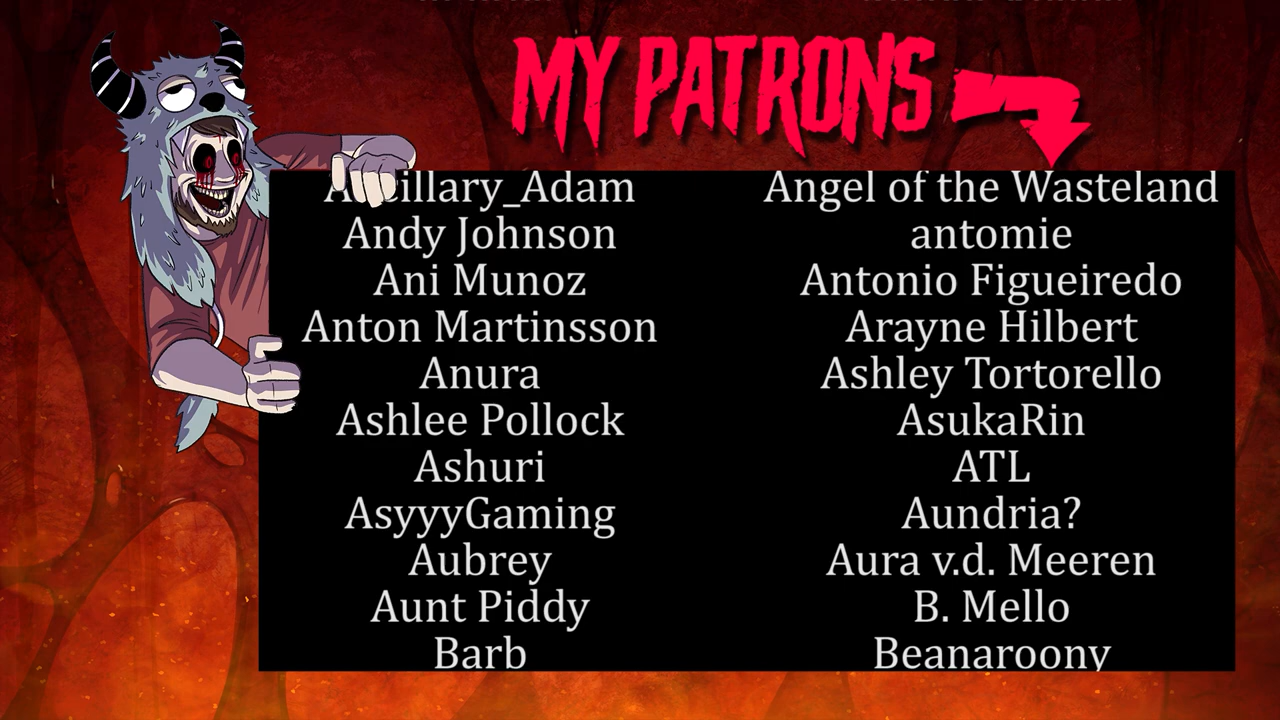 MY PATRONS
Andy Johnson
Ani Munoz
Anton Martinsson
Anura
Ashlee Pollock
Ashuri
AsyyyGaming
Aubrey
Aunt Piddy
Barb
Angel of the Wasteland
antomie
Antonio Figueiredo
Arayne Hilbert
Ashley Tortorello
AsukaRin
ATL
Aundria?
Aura v.d. Meeren
B. Mello
Beanaroony